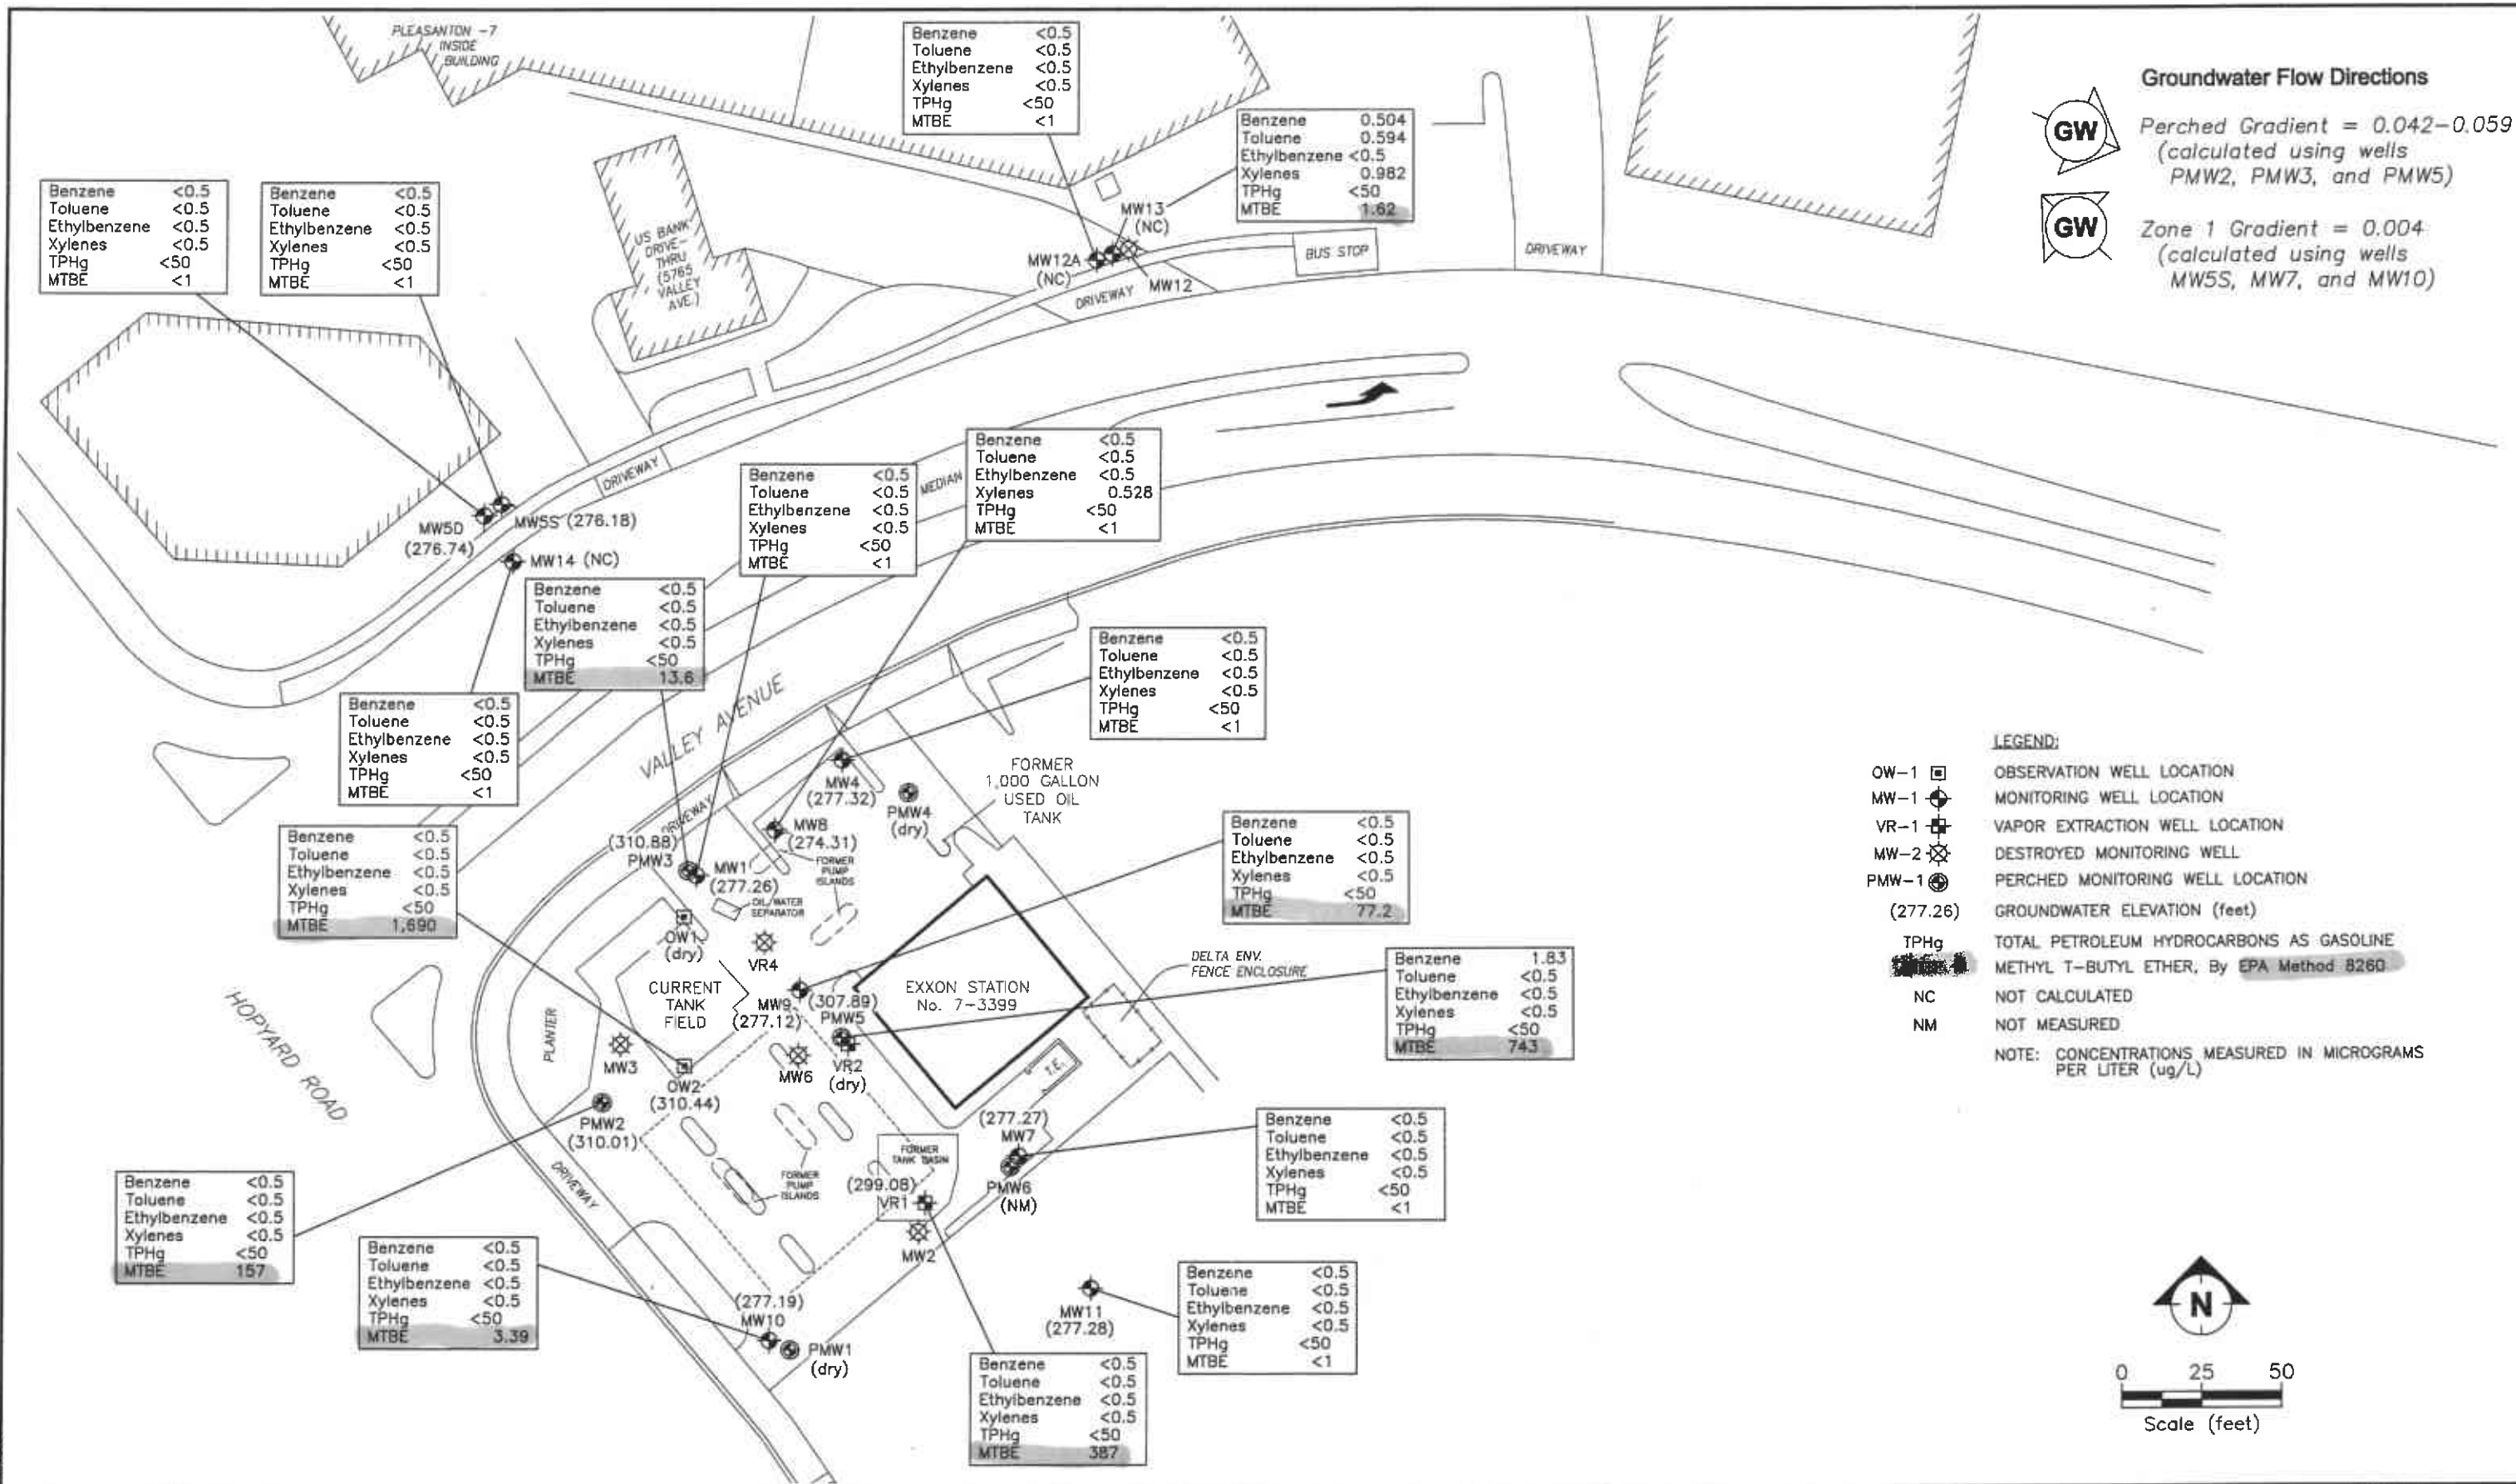 PLEASANTON -7
INSIDE
BUILDING
Benzene <0.5
Toluene <0.5
Ethylbenzene <0.5
Xylenes <0.5
TPHg <50
MTBE <1
Benzene 0.504
Toluene 0.594
Ethylbenzene <0.5
Xylenes 0.982
TPHg <50
MTBE 1.62
Groundwater Flow Directions
GW
Perched Gradient = 0.042-0.059
(calculated using wells
PMW2, PMW3, and PMW5)
GW
Zone 1 Gradient = 0.004
(calculated using wells
MW5S, MW7, and MW10)
Benzene <0.5
Toluene <0.5
Ethylbenzene <0.5
Xylenes <0.5
TPHg <50
MTBE <1
Benzene <0.5
Toluene <0.5
Ethylbenzene <0.5
Xylenes <0.5
TPHg <50
MTBE <1
US BANK
DRIVE-
THRU
(5765
VALLEY
AVE.)
MW13
(NC)
MW12A
(NC)
MW12
DRIVEWAY
BUS STOP
DRIVEWAY
DRIVEWAY
MEDIAN
MW5D
(276.74)
MW5S (276.18)
MW14 (NC)
Benzene <0.5
Toluene <0.5
Ethylbenzene <0.5
Xylenes <0.5
TPHg <50
MTBE <1
Benzene <0.5
Toluene <0.5
Ethylbenzene <0.5
Xylenes 0.528
TPHg <50
MTBE <1
Benzene <0.5
Toluene <0.5
Ethylbenzene <0.5
Xylenes <0.5
TPHg <50
MTBE 13.6
Benzene <0.5
Toluene <0.5
Ethylbenzene <0.5
Xylenes <0.5
TPHg <50
MTBE <1
Benzene <0.5
Toluene <0.5
Ethylbenzene <0.5
Xylenes <0.5
TPHg <50
MTBE <1
VALLEY AVENUE
DRIVEWAY
MW4
(277.32)
PMW4
(dry)
FORMER
1,000 GALLON
USED OIL
TANK
MW8
(274.31)
FORMER
PUMP
ISLANDS
(310.88)
PMW3
MW1
(277.26)
OIL/WATER
SEPARATOR
OW1
(dry)
VR4
Benzene <0.5
Toluene <0.5
Ethylbenzene <0.5
Xylenes <0.5
TPHg <50
MTBE 1,690
Benzene <0.5
Toluene <0.5
Ethylbenzene <0.5
Xylenes <0.5
TPHg <50
MTBE 77.2
Benzene 1.83
Toluene <0.5
Ethylbenzene <0.5
Xylenes <0.5
TPHg <50
MTBE 743
DELTA ENV.
FENCE ENCLOSURE
CURRENT
TANK
FIELD
MW9
(277.12)
(307.89)
PMW5
EXXON STATION
No. 7-3399
HOPYARD ROAD
PLANTER
MW3
OW2
(310.44)
MW6
VR2
(dry)
T.E.
PMW2
(310.01)
DRIVEWAY
FORMER
PUMP
ISLANDS
FORMER
TANK BASIN
(299.08)
VR1
MW2
(277.27)
MW7
PMW6
(NM)
Benzene <0.5
Toluene <0.5
Ethylbenzene <0.5
Xylenes <0.5
TPHg <50
MTBE <1
Benzene <0.5
Toluene <0.5
Ethylbenzene <0.5
Xylenes <0.5
TPHg <50
MTBE 157
Benzene <0.5
Toluene <0.5
Ethylbenzene <0.5
Xylenes <0.5
TPHg <50
MTBE 3.39
(277.19)
MW10
PMW1
(dry)
MW11
(277.28)
Benzene <0.5
Toluene <0.5
Ethylbenzene <0.5
Xylenes <0.5
TPHg <50
MTBE <1
Benzene <0.5
Toluene <0.5
Ethylbenzene <0.5
Xylenes <0.5
TPHg <50
MTBE 387
LEGEND:
OW-1 OBSERVATION WELL LOCATION
MW-1 MONITORING WELL LOCATION
VR-1 VAPOR EXTRACTION WELL LOCATION
MW-2 DESTROYED MONITORING WELL
PMW-1 PERCHED MONITORING WELL LOCATION
(277.26) GROUNDWATER ELEVATION (feet)
TPHg TOTAL PETROLEUM HYDROCARBONS AS GASOLINE
METHYL T-BUTYL ETHER, By EPA Method 8260
NC NOT CALCULATED
NM NOT MEASURED
NOTE: CONCENTRATIONS MEASURED IN MICROGRAMS
PER LITER (ug/L)
N
0 25 50
Scale (feet)